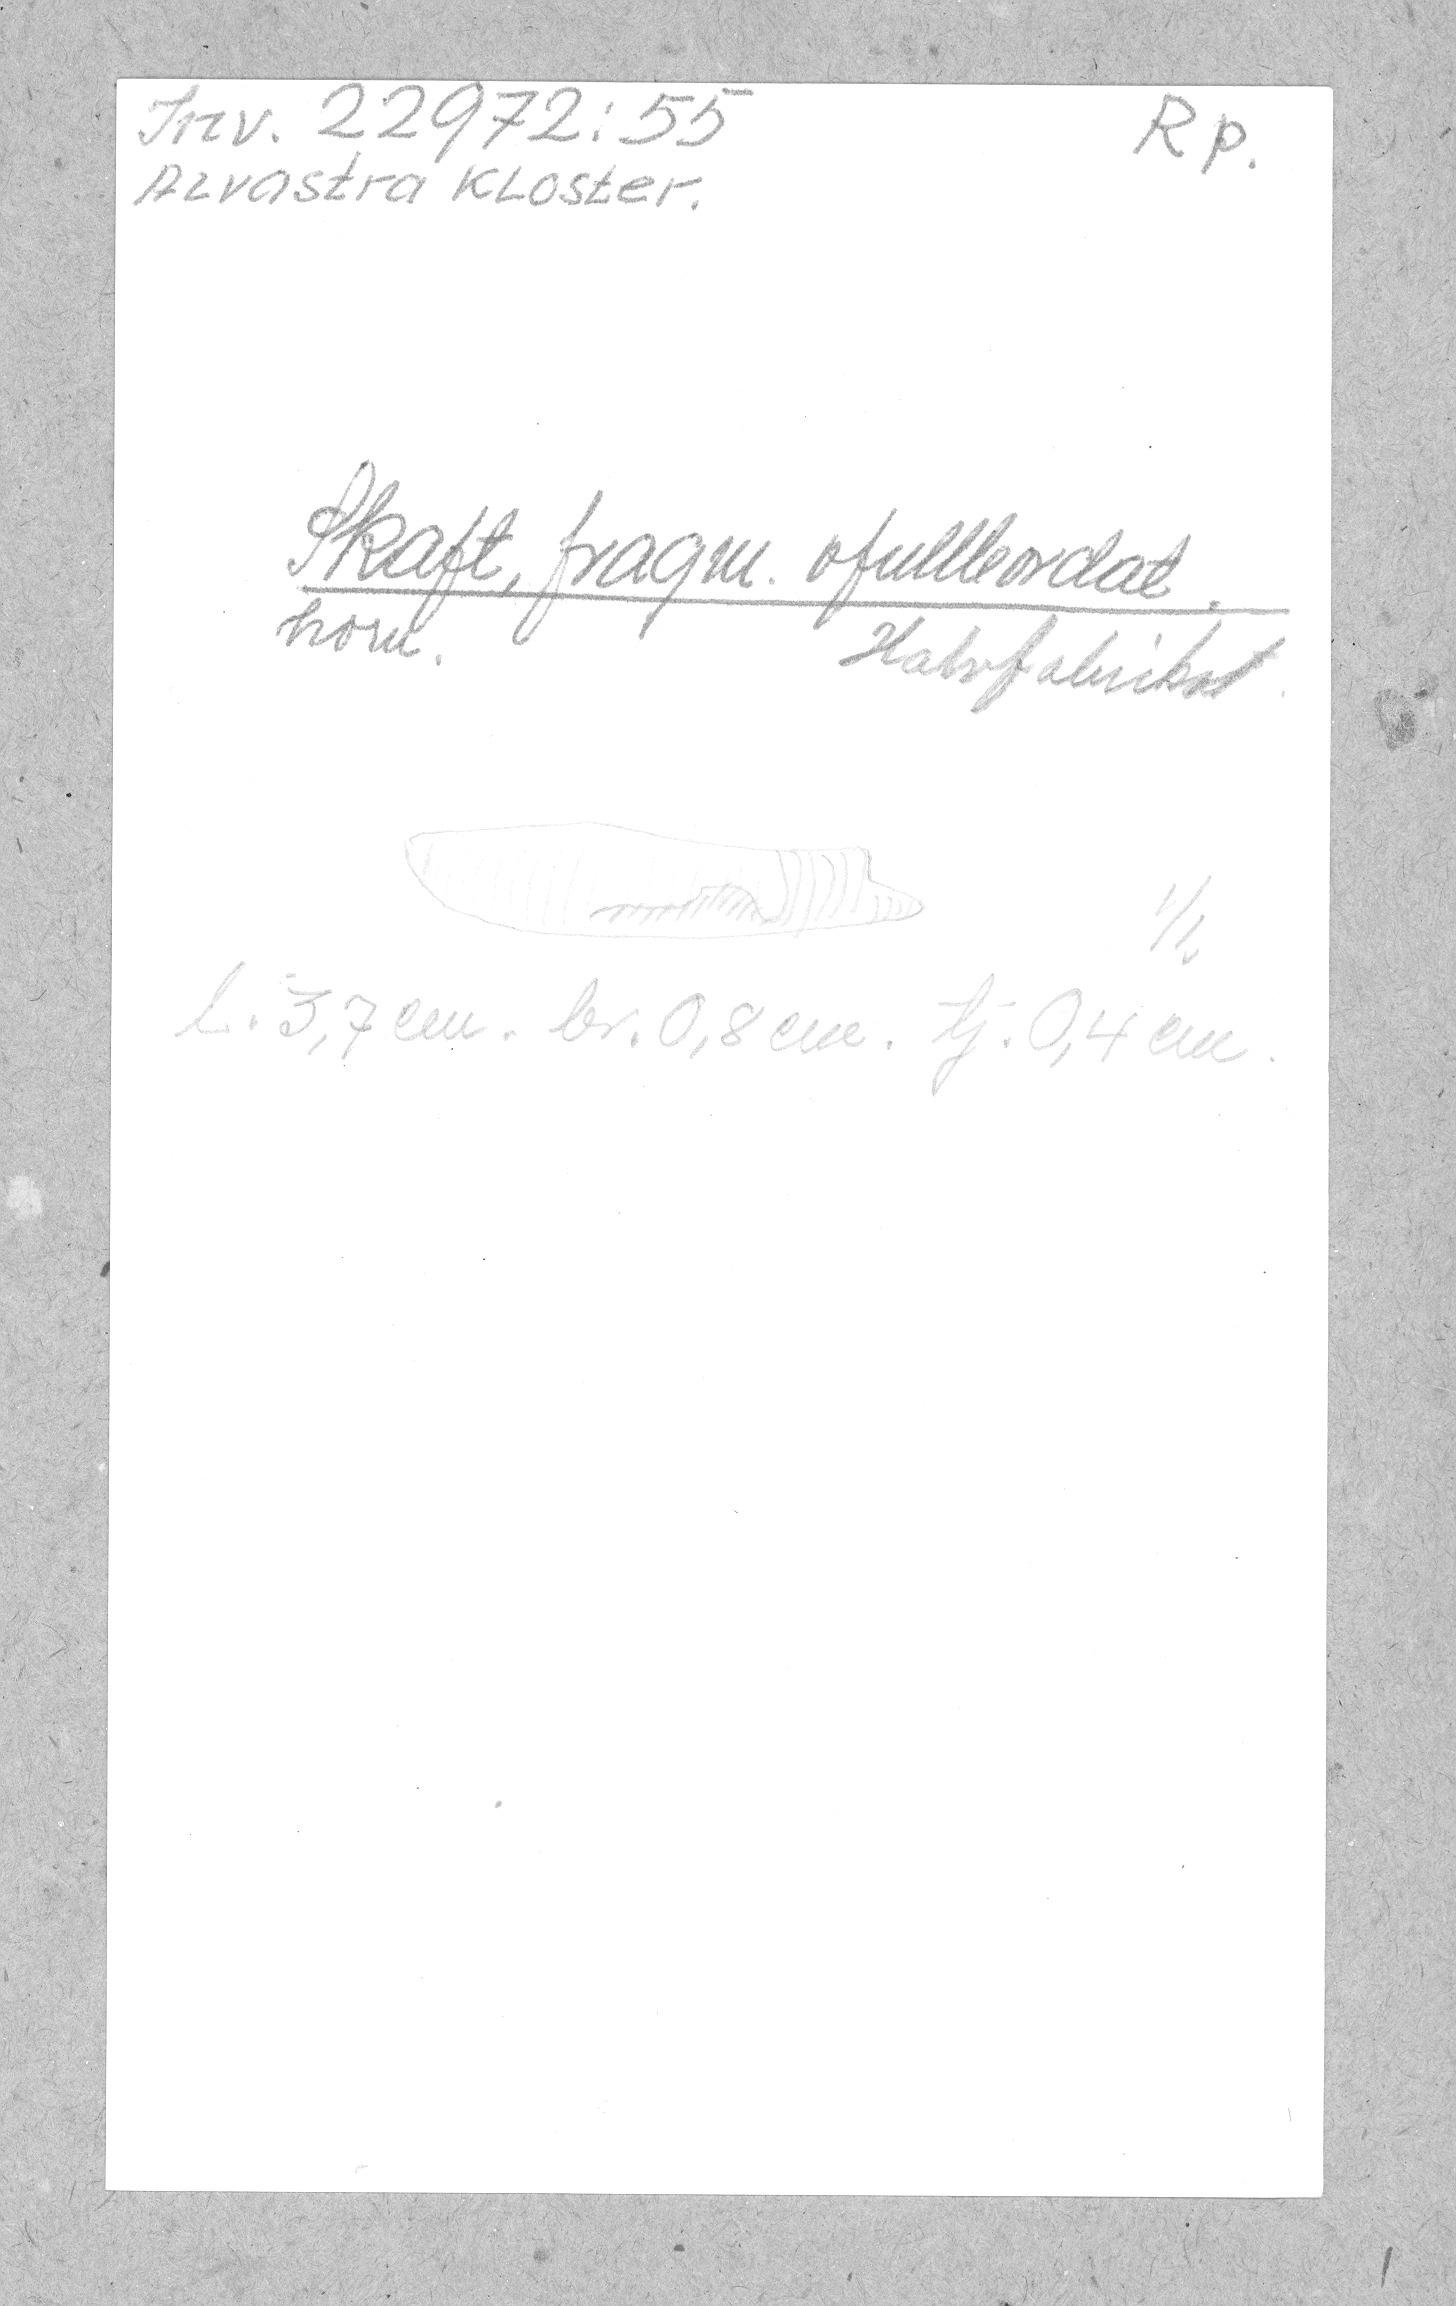 Inv. 22972:55 Rp.
Alvastra Kloster.
Skaft, fragm. ofullbordat.
horn. Halvfabrikat.
1/1
L. 3,7 cm. br. 0,8 cm. tj. 0,4 cm.